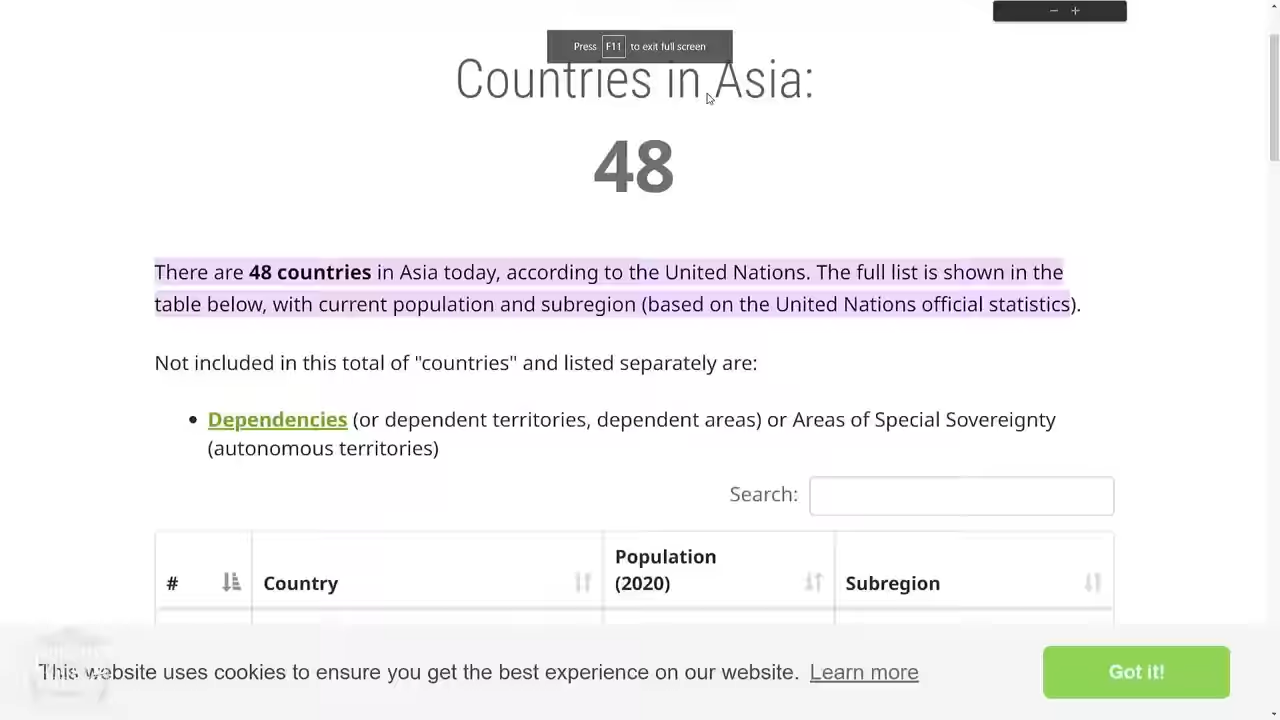 Press F11 to exit full screen
Countries in Asia:
48
There are 48 countries in Asia today, according to the United Nations. The full list is shown in the
table below, with current population and subregion (based on the United Nations official statistics).
Not included in this total of "countries" and listed separately are:
• Dependencies (or dependent territories, dependent areas) or Areas of Special Sovereignty
(autonomous territories)
Search:
# Country Population (2020) Subregion
This website uses cookies to ensure you get the best experience on our website. Learn more Got it!